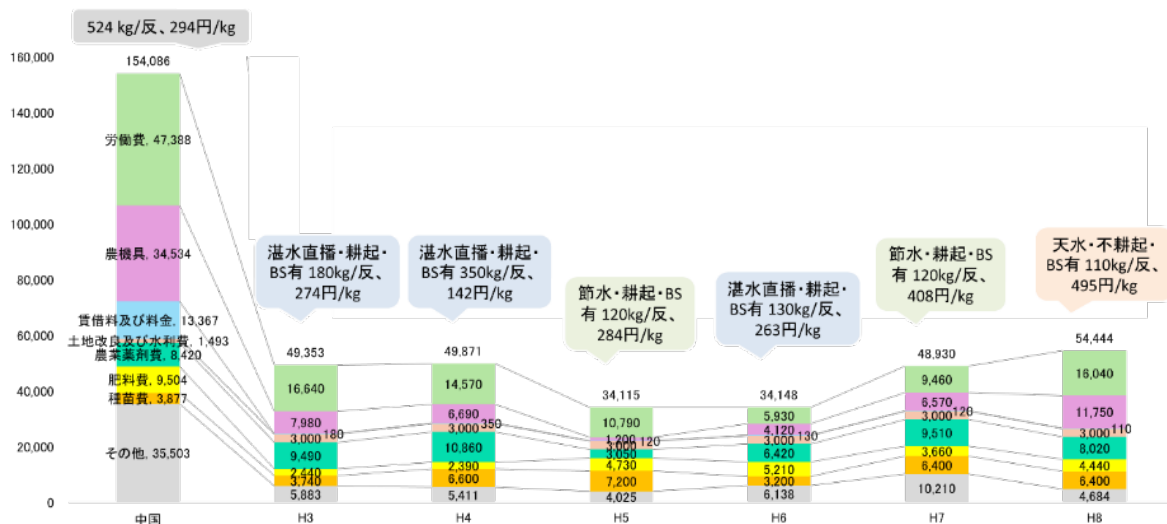 524 kg/反、294円/kg
160,000
140,000
120,000
100,000
80,000
60,000
40,000
20,000
0
154,086
労働費, 47,388
農機具, 34,534
賃借料及び料金, 13,367
土地改良及び水利費, 1,493
農業薬剤費, 8,420
肥料費, 9,504
種苗費, 3,877
その他, 35,503
中国
湛水直播・耕起・
BS有 180kg/反、
274円/kg
49,353
16,640
7,980
180
3,000
9,490
2,440
3,740
5,883
H3
湛水直播・耕起・
BS有 350kg/反、
142円/kg
49,871
14,570
6,690
350
3,000
10,860
2,390
6,600
5,411
H4
節水・耕起・BS
有 120kg/反、
284円/kg
34,115
10,790
1,200
120
3,000
3,050
4,730
7,200
4,025
H5
湛水直播・耕起・
BS有 130kg/反、
263円/kg
34,148
5,930
4,120
130
3,000
6,420
5,210
3,200
6,138
H6
節水・耕起・BS
有 120kg/反、
408円/kg
48,930
9,460
6,570
120
3,000
9,510
3,660
6,400
10,210
H7
天水・不耕起・
BS有 110kg/反、
495円/kg
54,444
16,040
11,750
110
3,000
8,020
4,440
6,400
4,684
H8